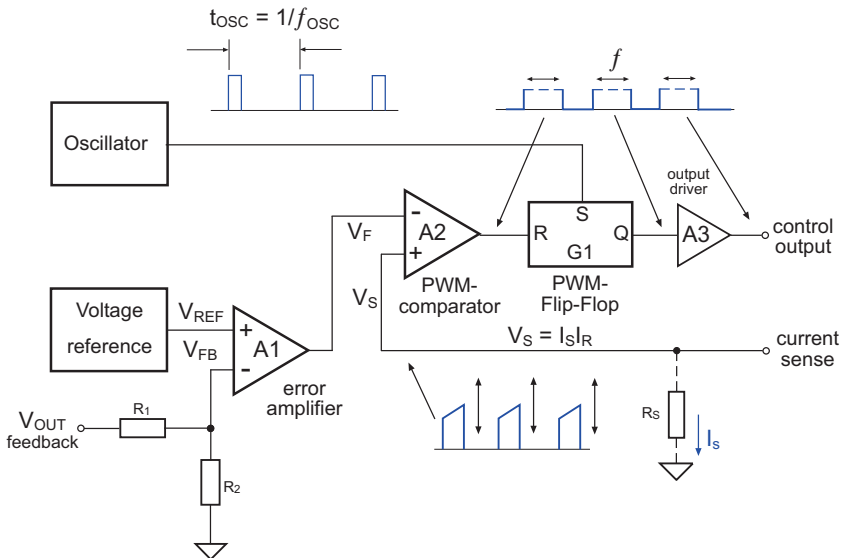 tOSC = 1/fOSC
f
Oscillator
output
driver
S
R
Q
G1
A2
-
+
A3
control
output
VF
VS
PWM-
comparator
PWM-
Flip-Flop
Voltage
reference
VREF
VFB
+
-
A1
error
amplifier
VS = ISIR
current
sense
VOUT
feedback
R1
R2
RS
Is